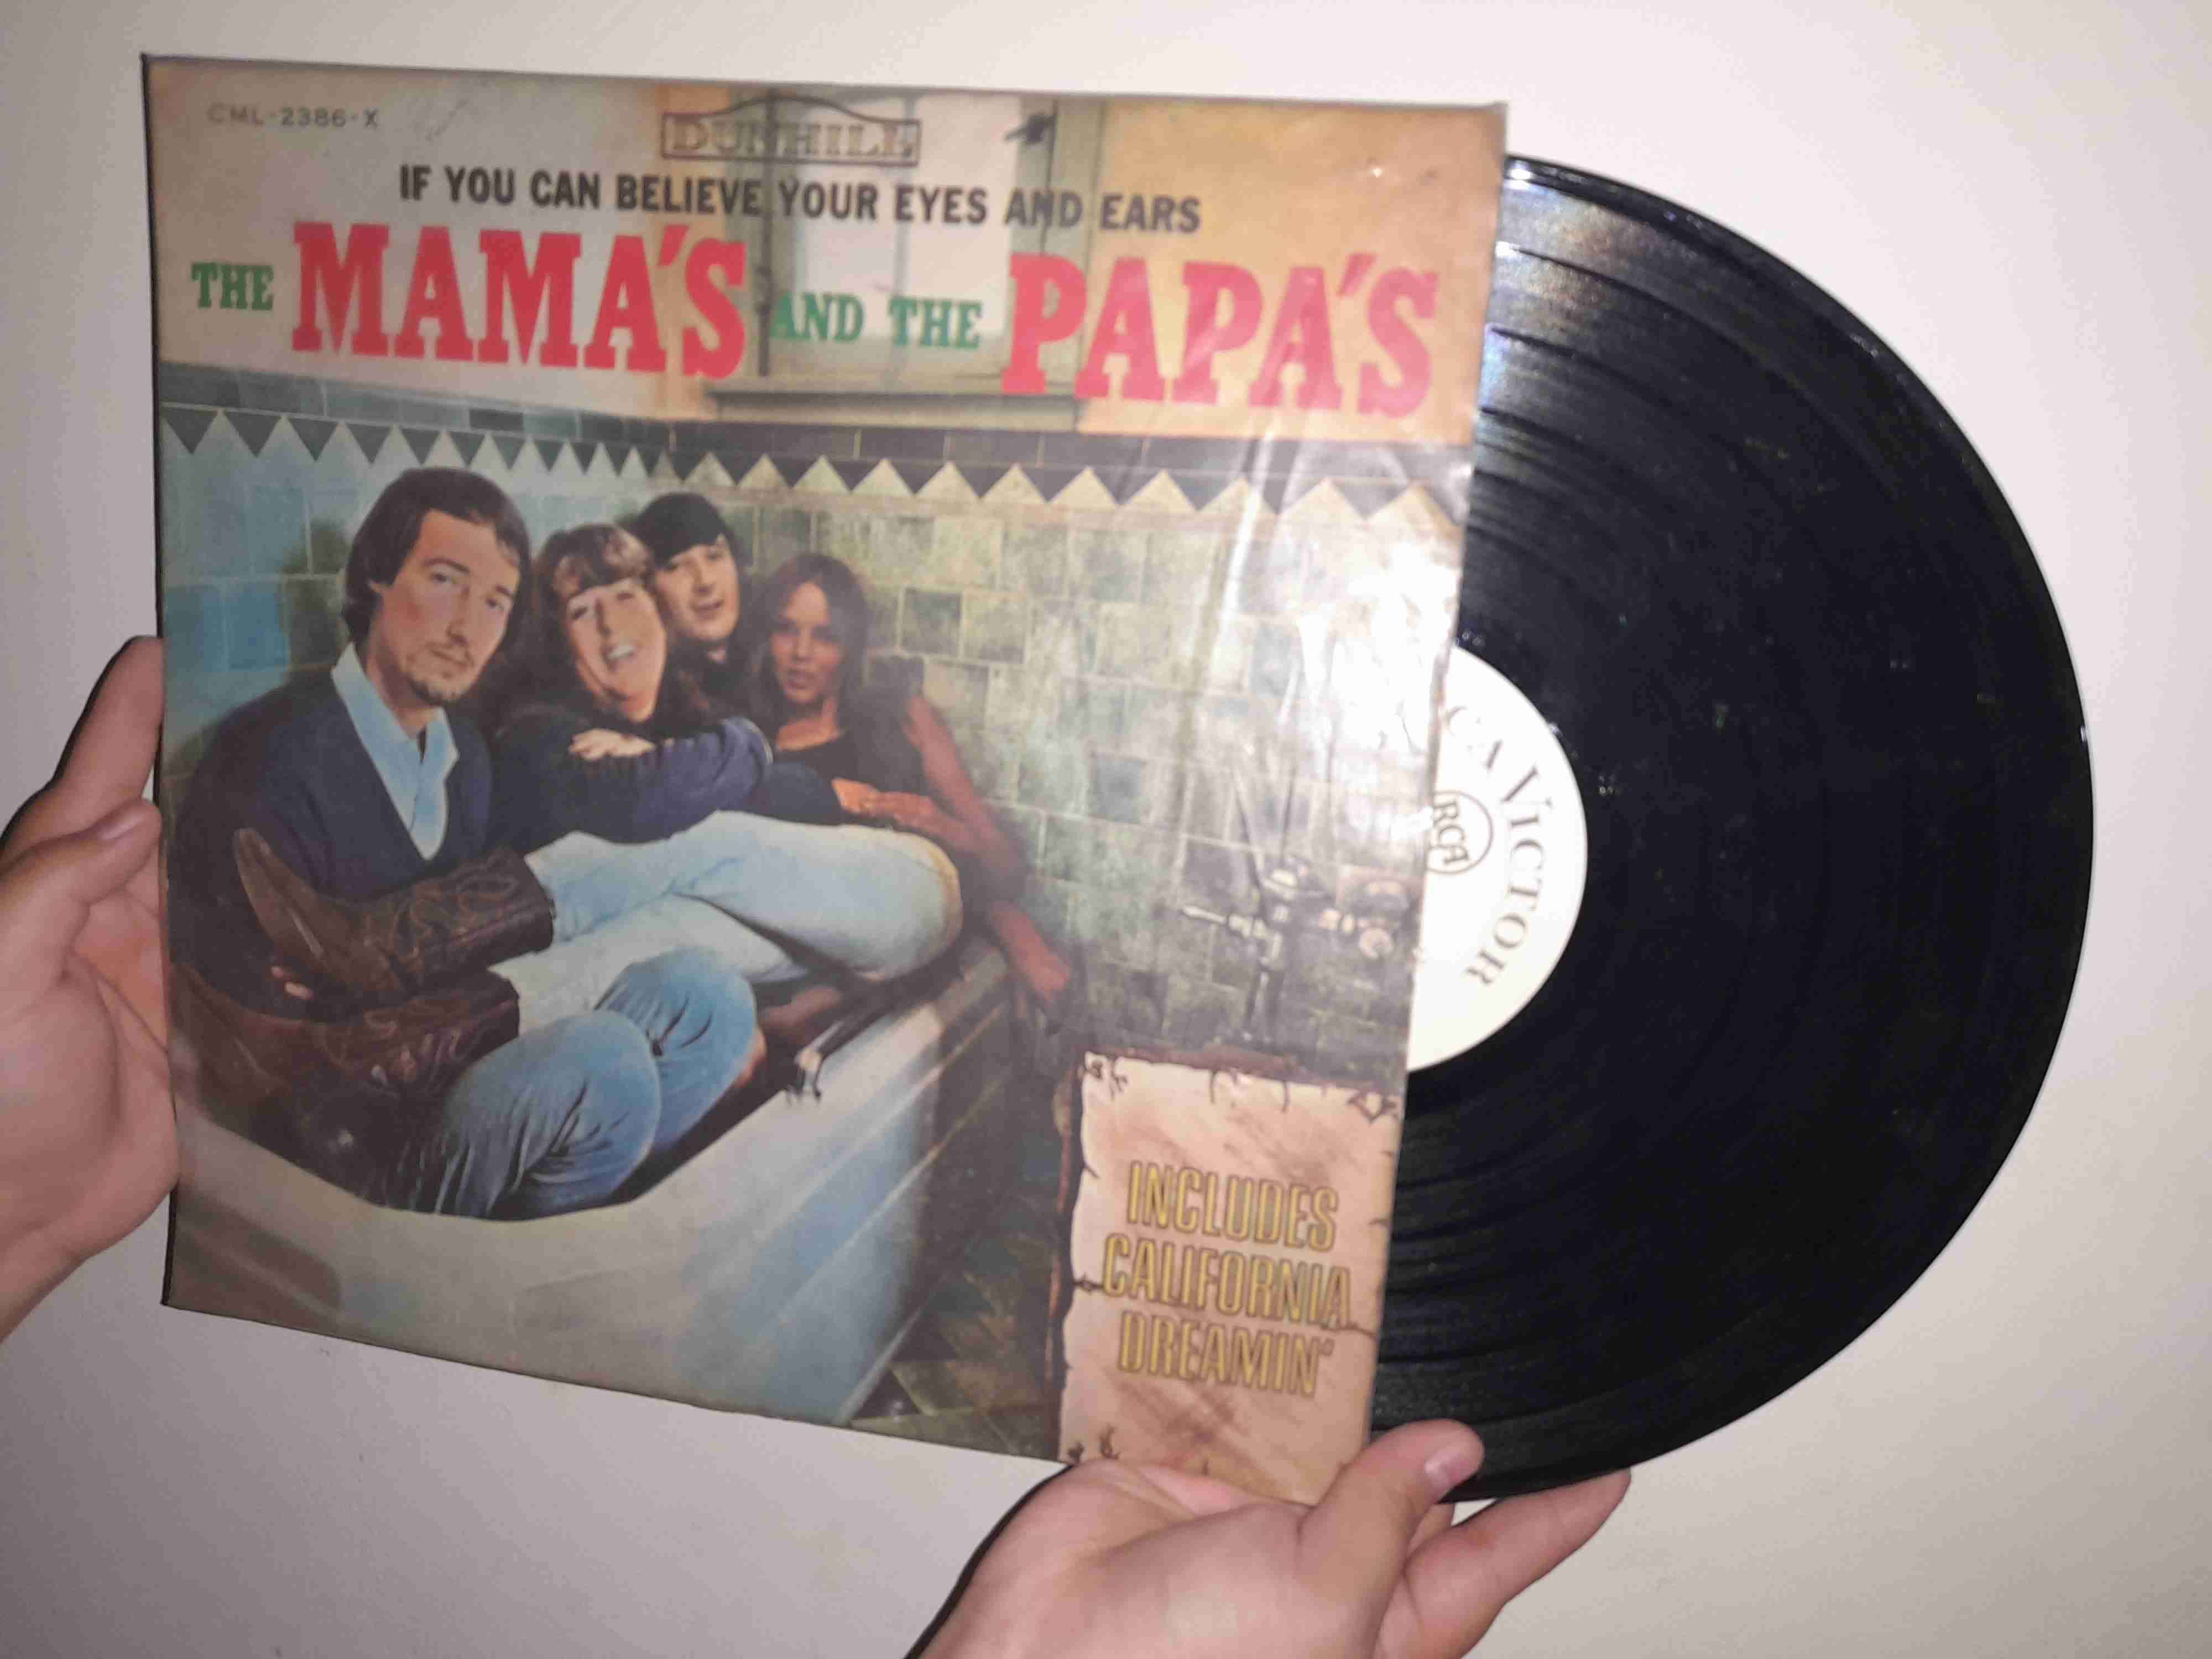 CML-2386-X
DUNHILL
IF YOU CAN BELIEVE YOUR EYES AND EARS
THE MAMA'S AND THE PAPA'S
INCLUDES
CALIFORNIA
DREAMIN'
CA VICTOR
RCA